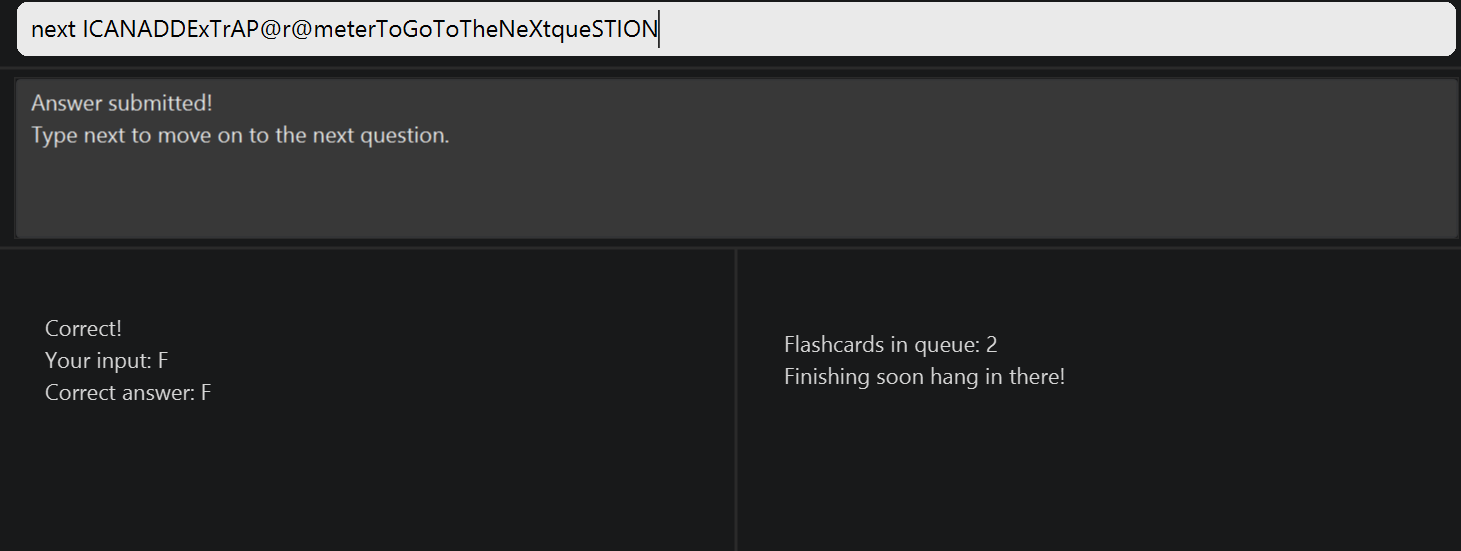 next ICANADDExTrAP@r@meterToGoToTheNeXtqueSTION
Answer submitted!
Type next to move on to the next question.
Correct!
Your input: F
Correct answer: F
Flashcards in queue: 2
Finishing soon hang in there!